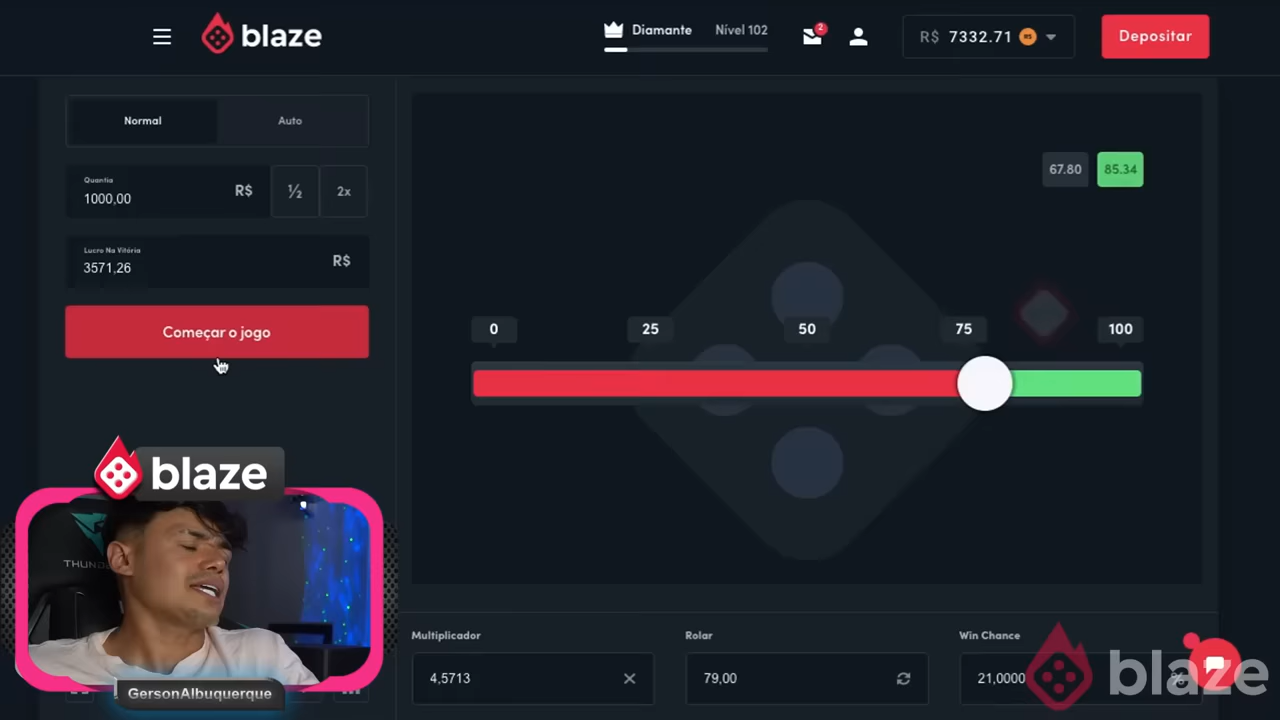 blaze
Diamante Nível 102
2
R$ 7332.71 R$
Depositar
Normal
Auto
Quantia
1000,00
R$
½
2x
Lucro Na Vitória
3571,26
R$
Começar o jogo
67.80
85.34
0
25
50
75
100
blaze
THUND
GersonAlbuquerque
Multiplicador
4,5713
Rolar
79,00
Win Chance
21,0000
%
blaze